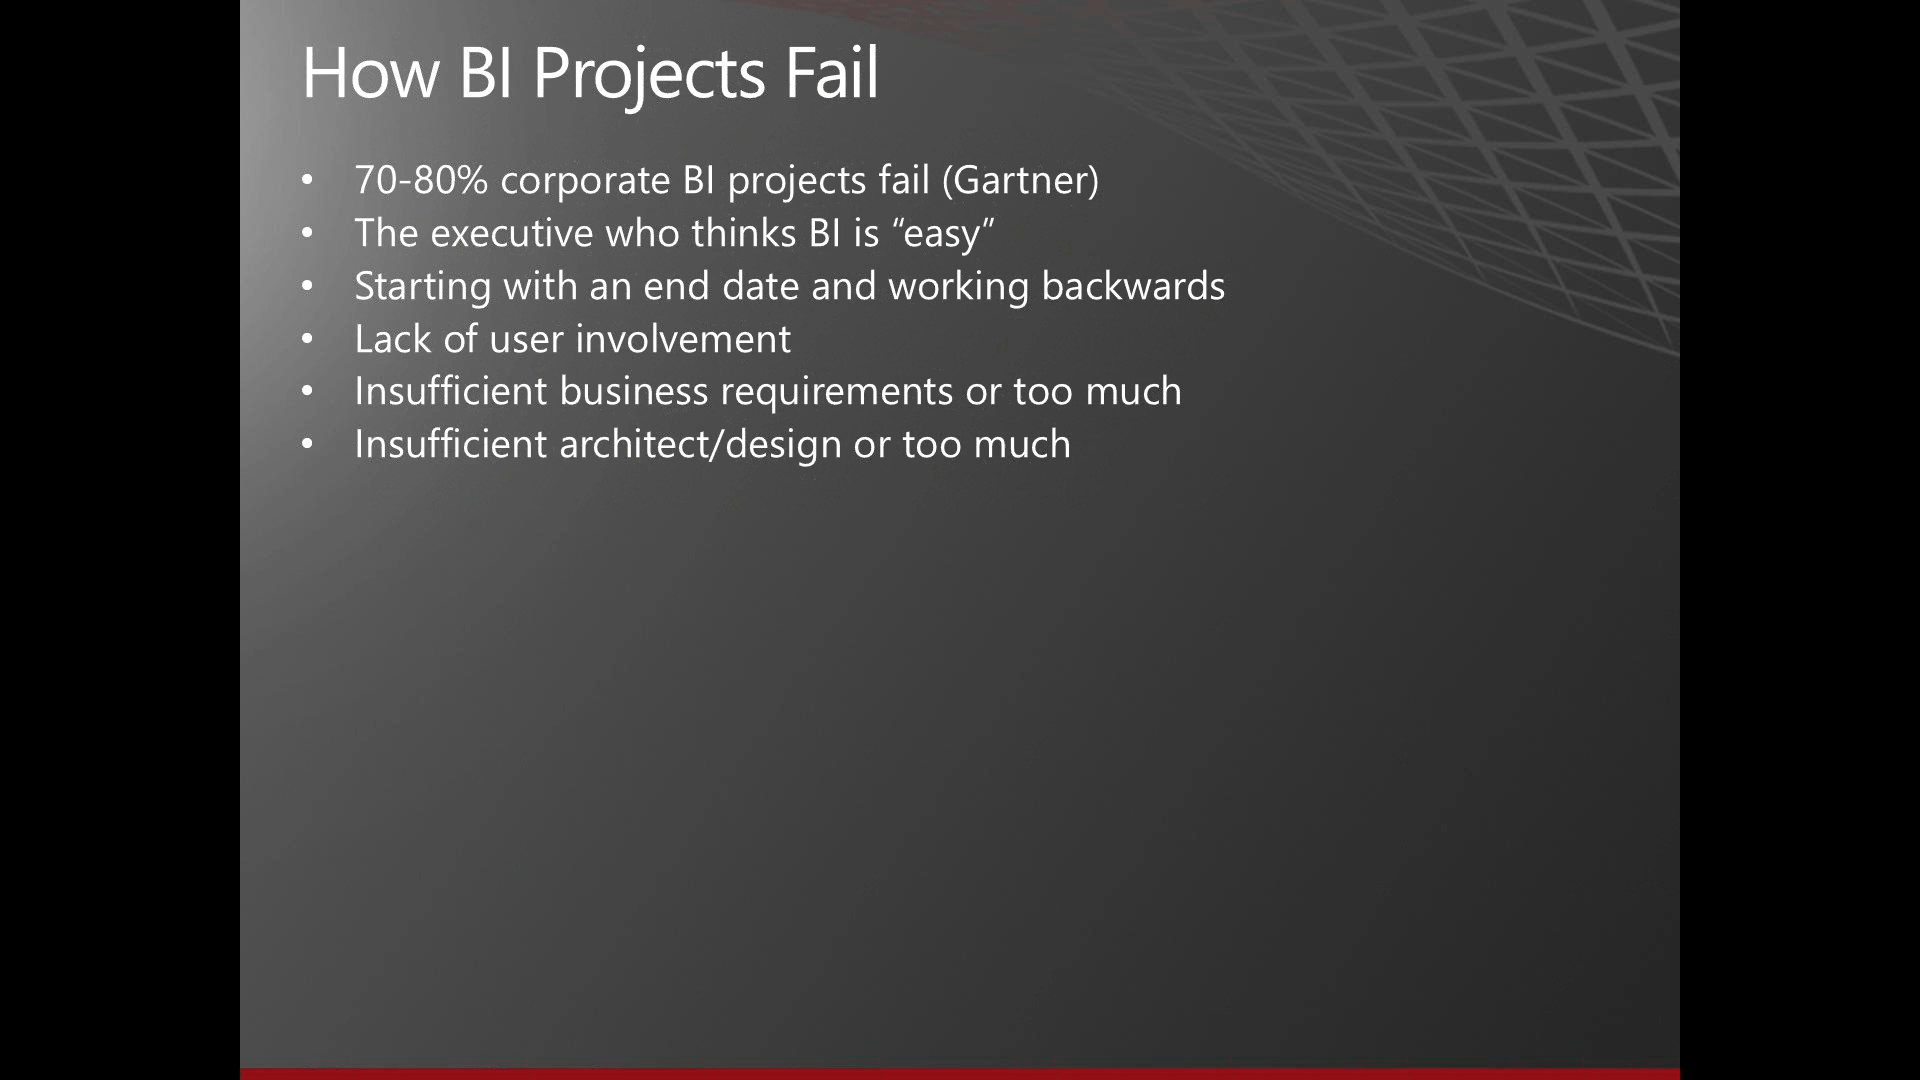 How BI Projects Fail
• 70-80% corporate BI projects fail (Gartner)
• The executive who thinks BI is “easy”
• Starting with an end date and working backwards
• Lack of user involvement
• Insufficient business requirements or too much
• Insufficient architect/design or too much